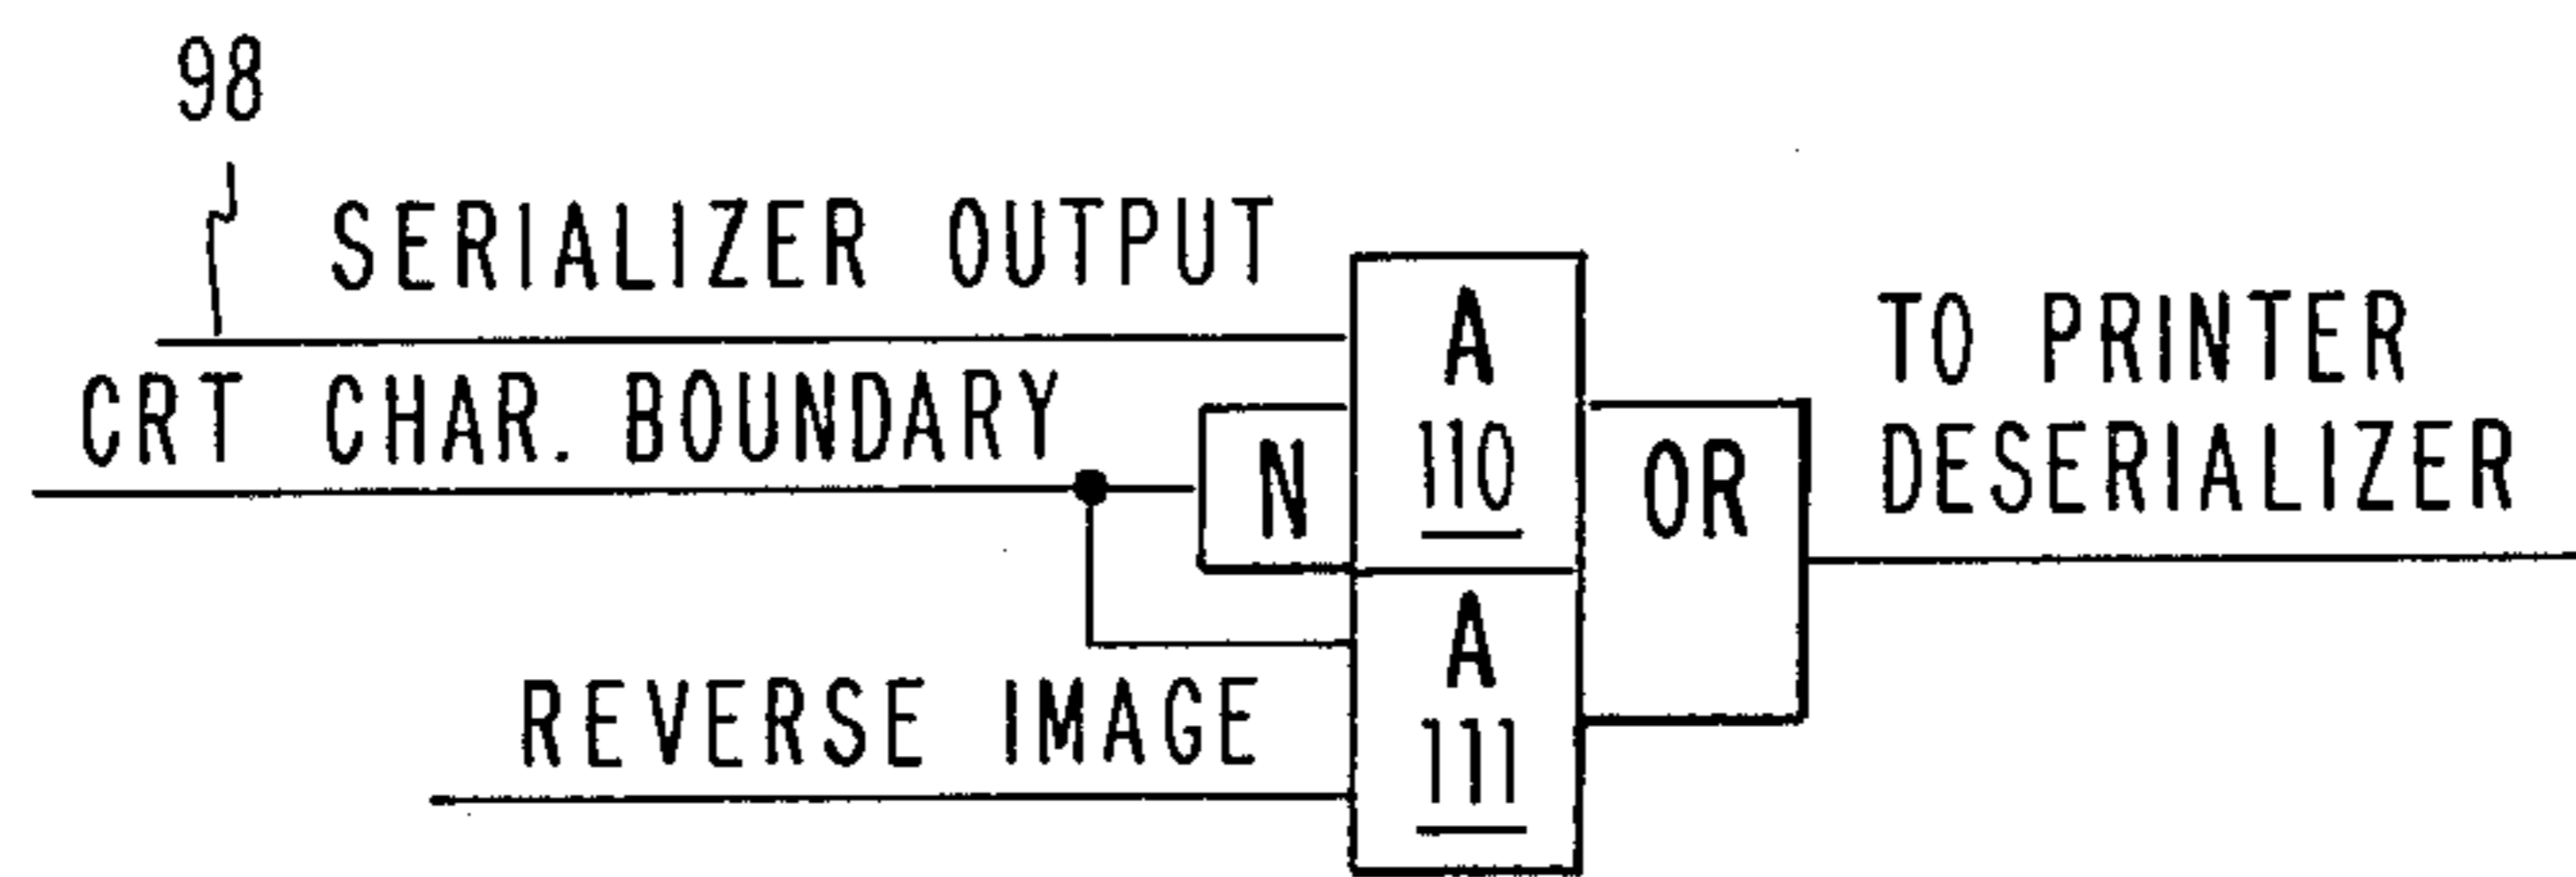 98
SERIALIZER OUTPUT
CRT CHAR. BOUNDARY
N
A
110
OR
TO PRINTER
DESERIALIZER
REVERSE IMAGE
A
111